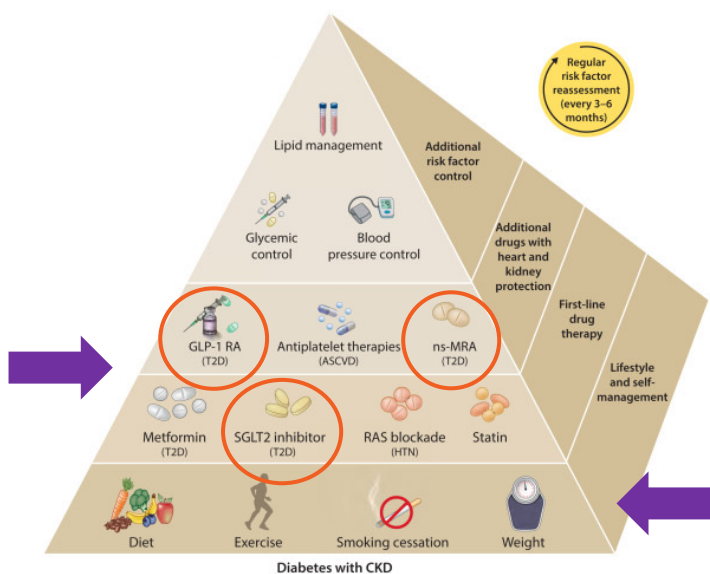 Regular
risk factor
reassessment
(every 3–6
months)
Lipid management
Glycemic
control
Blood
pressure control
Additional
risk factor
control
GLP-1 RA
(T2D)
Antiplatelet therapies
(ASCVD)
ns-MRA
(T2D)
Additional
drugs with
heart and
kidney
protection
Metformin
(T2D)
SGLT2 inhibitor
(T2D)
RAS blockade
(HTN)
Statin
First-line
drug
therapy
Diet
Exercise
Smoking cessation
Weight
Lifestyle
and self-
management
Diabetes with CKD